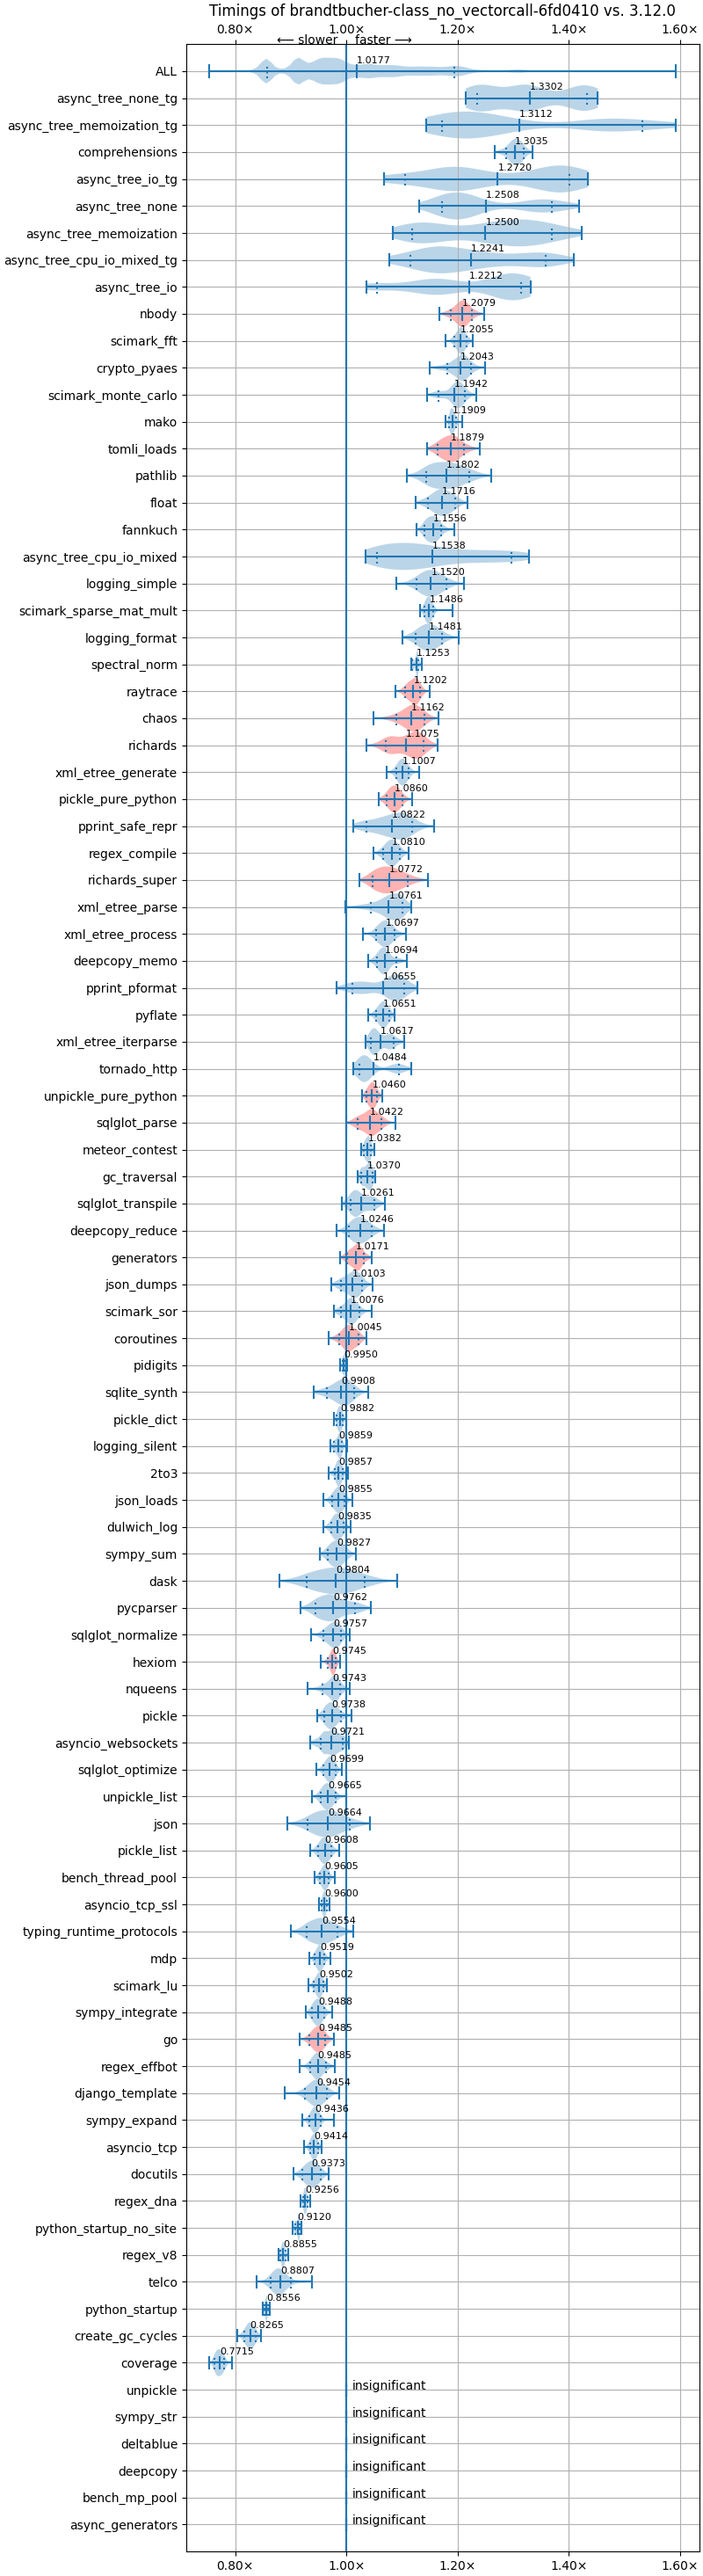 Timings of brandtbucher-class_no_vectorcall-6fd0410 vs. 3.12.0
0.80× 1.00× 1.20× 1.40× 1.60×
⟵ slower faster ⟶
ALL 1.0177
async_tree_none_tg 1.3302
async_tree_memoization_tg 1.3112
comprehensions 1.3035
async_tree_io_tg 1.2720
async_tree_none 1.2508
async_tree_memoization 1.2500
async_tree_cpu_io_mixed_tg 1.2241
async_tree_io 1.2212
nbody 1.2079
scimark_fft 1.2055
crypto_pyaes 1.2043
scimark_monte_carlo 1.1942
mako 1.1909
tomli_loads 1.1879
pathlib 1.1802
float 1.1716
fannkuch 1.1556
async_tree_cpu_io_mixed 1.1538
logging_simple 1.1520
scimark_sparse_mat_mult 1.1486
logging_format 1.1481
spectral_norm 1.1253
raytrace 1.1202
chaos 1.1162
richards 1.1075
xml_etree_generate 1.1007
pickle_pure_python 1.0860
pprint_safe_repr 1.0822
regex_compile 1.0810
richards_super 1.0772
xml_etree_parse 1.0761
xml_etree_process 1.0697
deepcopy_memo 1.0694
pprint_pformat 1.0655
pyflate 1.0651
xml_etree_iterparse 1.0617
tornado_http 1.0484
unpickle_pure_python 1.0460
sqlglot_parse 1.0422
meteor_contest 1.0382
gc_traversal 1.0370
sqlglot_transpile 1.0261
deepcopy_reduce 1.0246
generators 1.0171
json_dumps 1.0103
scimark_sor 1.0076
coroutines 1.0045
pidigits 0.9950
sqlite_synth 0.9908
pickle_dict 0.9882
logging_silent 0.9859
2to3 0.9857
json_loads 0.9855
dulwich_log 0.9835
sympy_sum 0.9827
dask 0.9804
pycparser 0.9762
sqlglot_normalize 0.9757
hexiom 0.9745
nqueens 0.9743
pickle 0.9738
asyncio_websockets 0.9721
sqlglot_optimize 0.9699
unpickle_list 0.9665
json 0.9664
pickle_list 0.9608
bench_thread_pool 0.9605
asyncio_tcp_ssl 0.9600
typing_runtime_protocols 0.9554
mdp 0.9519
scimark_lu 0.9502
sympy_integrate 0.9488
go 0.9485
regex_effbot 0.9485
django_template 0.9454
sympy_expand 0.9436
asyncio_tcp 0.9414
docutils 0.9373
regex_dna 0.9256
python_startup_no_site 0.9120
regex_v8 0.8855
telco 0.8807
python_startup 0.8556
create_gc_cycles 0.8265
coverage 0.7715
unpickle insignificant
sympy_str insignificant
deltablue insignificant
deepcopy insignificant
bench_mp_pool insignificant
async_generators insignificant
0.80× 1.00× 1.20× 1.40× 1.60×